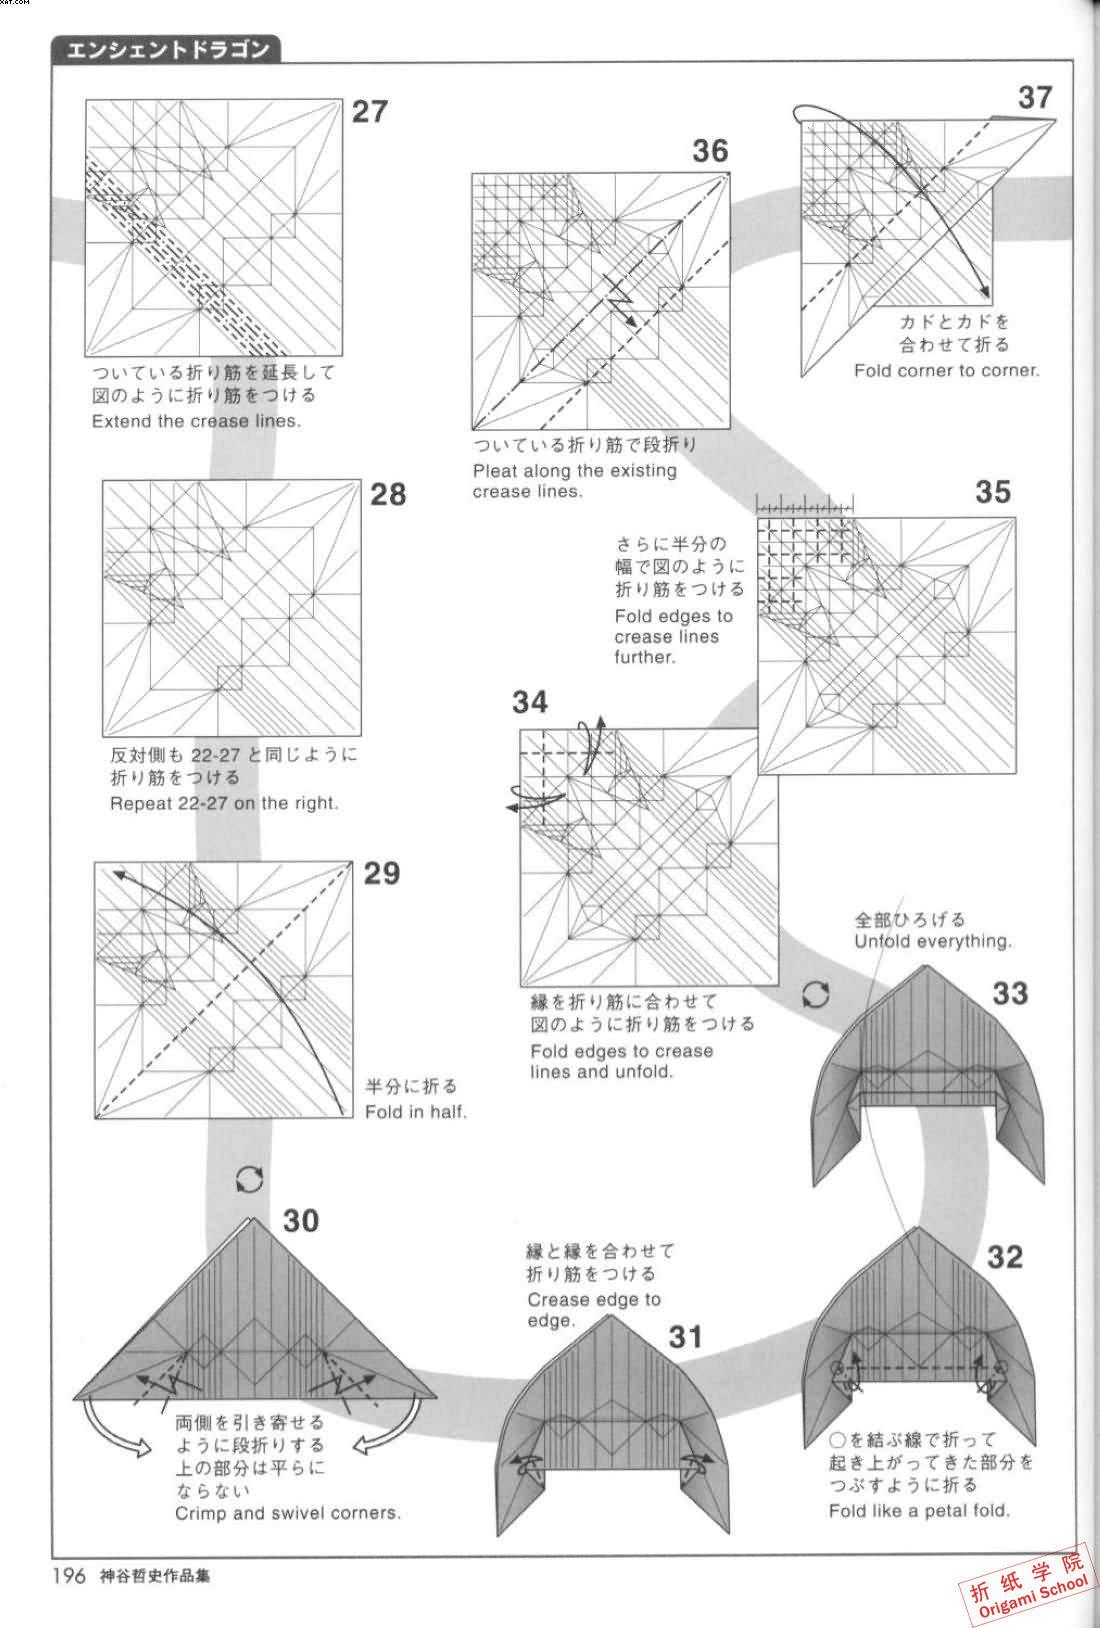 XAT.COM
エンシェントドラゴン
27
ついている折り筋を延長して
図のように折り筋をつける
Extend the crease lines.
28
反対側も 22-27 と同じように
折り筋をつける
Repeat 22-27 on the right.
29
半分に折る
Fold in half.
30
両側を引き寄せる
ように段折りする
上の部分は平らに
ならない
Crimp and swivel corners.
31
縁と縁を合わせて
折り筋をつける
Crease edge to
edge.
32
○を結ぶ線で折って
起き上がってきた部分を
つぶすように折る
Fold like a petal fold.
33
全部ひろげる
Unfold everything.
34
縁を折り筋に合わせて
図のように折り筋をつける
Fold edges to crease
lines and unfold.
35
さらに半分の
幅で図のように
折り筋をつける
Fold edges to
crease lines
further.
36
ついている折り筋で段折り
Pleat along the existing
crease lines.
37
カドとカドを
合わせて折る
Fold corner to corner.
196 神谷哲史作品集
折纸学院
Origami School